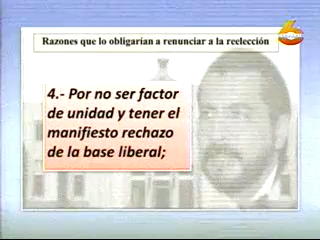 Razones que lo obligarían a renunciar a la reelección
4.- Por no ser factor
de unidad y tener el
manifiesto rechazo
de la base liberal;